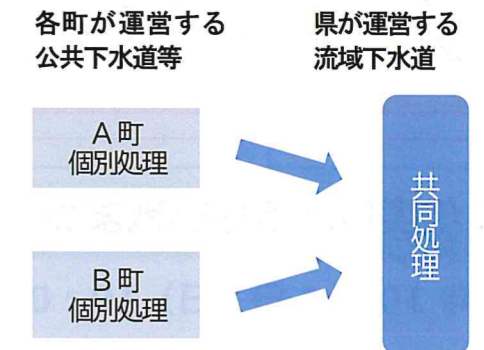 各町が運営する
公共下水道等
県が運営する
流域下水道
A町
個別処理
共同処理
B町
個別処理